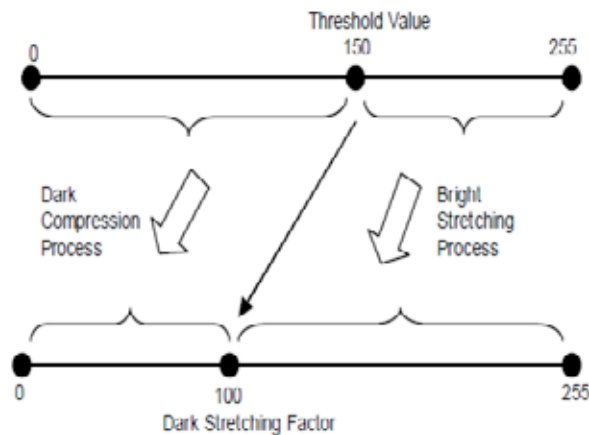 Threshold Value
0 150 255
Dark
Compression
Process
Bright
Stretching
Process
0 100 255
Dark Stretching Factor